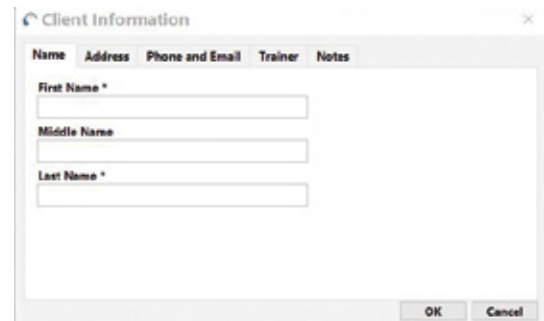 Client Information
Name Address Phone and Email Trainer Notes
First Name *
Middle Name
Last Name *
OK Cancel